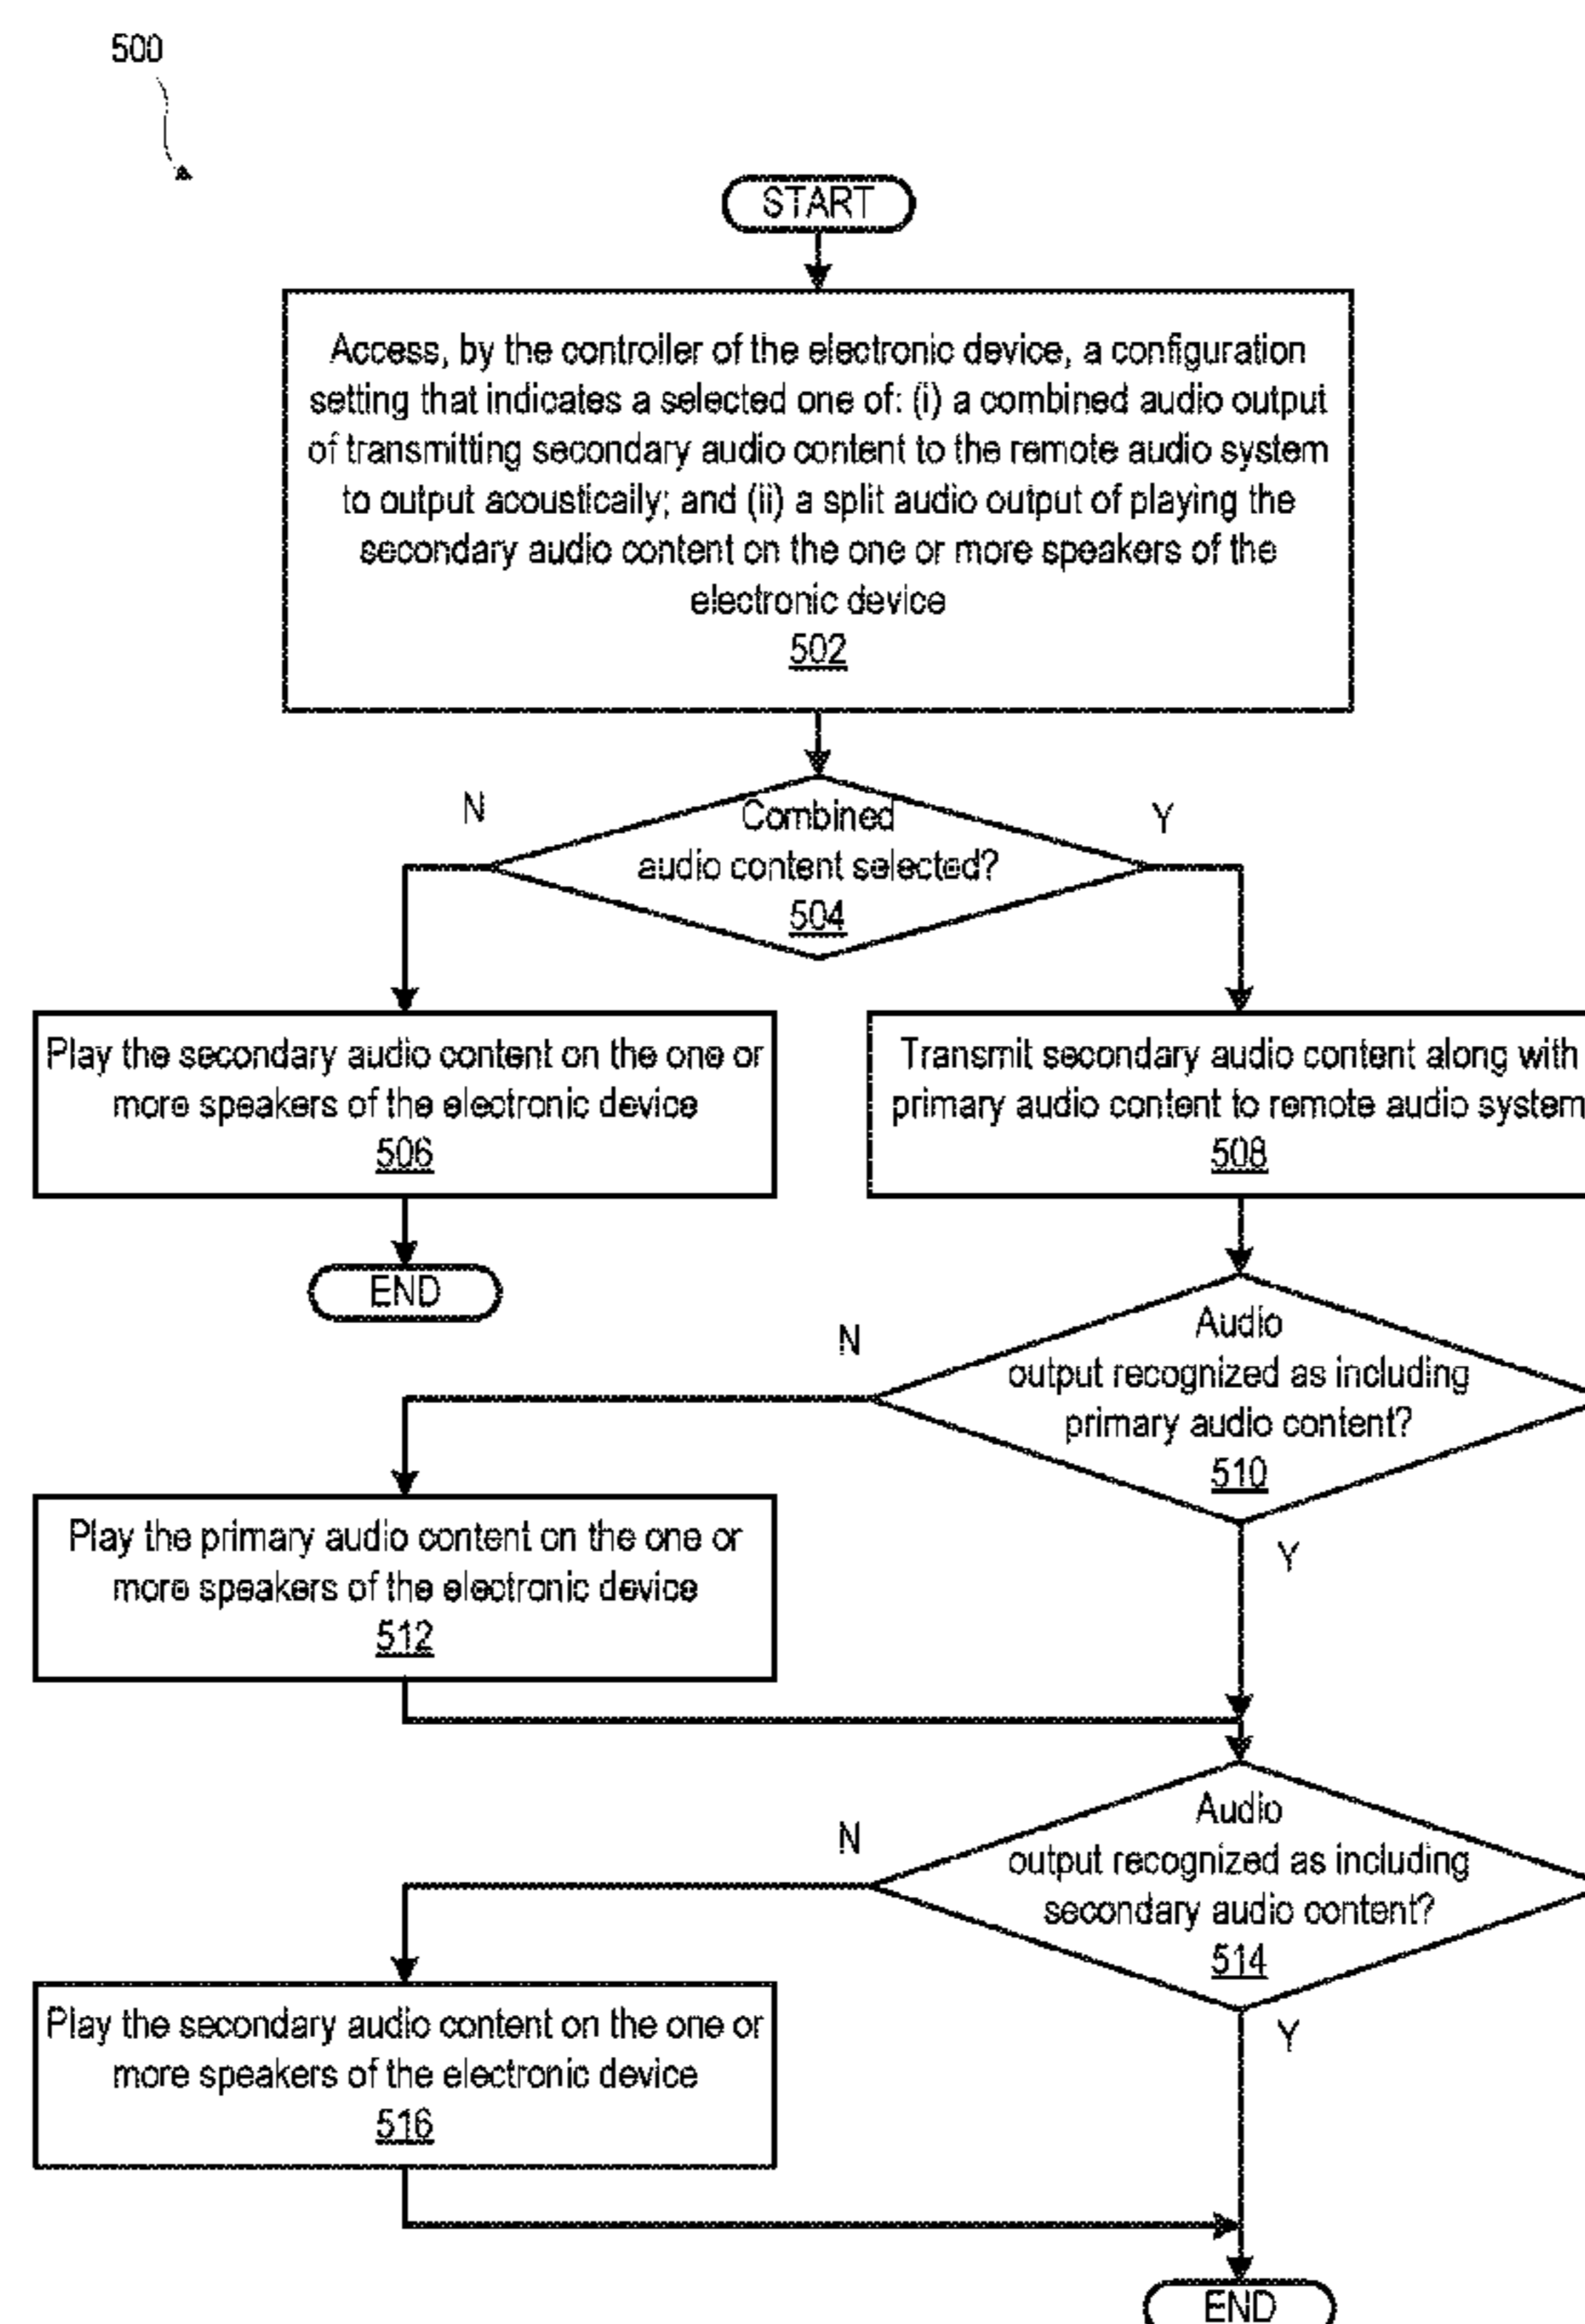 500
START
Access, by the controller of the electronic device, a configuration
setting that indicates a selected one of: (i) a combined audio output
of transmitting secondary audio content to the remote audio system
to output acoustically; and (ii) a split audio output of playing the
secondary audio content on the one or more speakers of the
electronic device
502
N
Y
Combined
audio content selected?
504
Play the secondary audio content on the one or
more speakers of the electronic device
506
Transmit secondary audio content along with
primary audio content to remote audio system
508
END
N
Audio
output recognized as including
primary audio content?
510
Y
Play the primary audio content on the one or
more speakers of the electronic device
512
N
Audio
output recognized as including
secondary audio content?
514
Y
Play the secondary audio content on the one or
more speakers of the electronic device
516
END